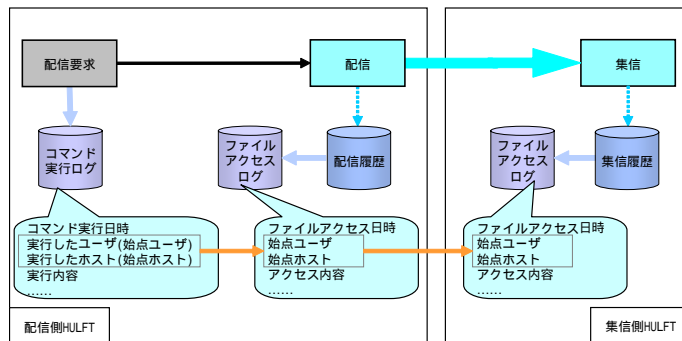 配信要求
配信
集信
コマンド
実行ログ
ファイル
アクセス
ログ
配信履歴
ファイル
アクセス
ログ
集信履歴
コマンド実行日時
実行したユーザ(始点ユーザ)
実行したホスト(始点ホスト)
実行内容
……
ファイルアクセス日時
始点ユーザ
始点ホスト
アクセス内容
……
ファイルアクセス日時
始点ユーザ
始点ホスト
アクセス内容
……
配信側HULFT
集信側HULFT